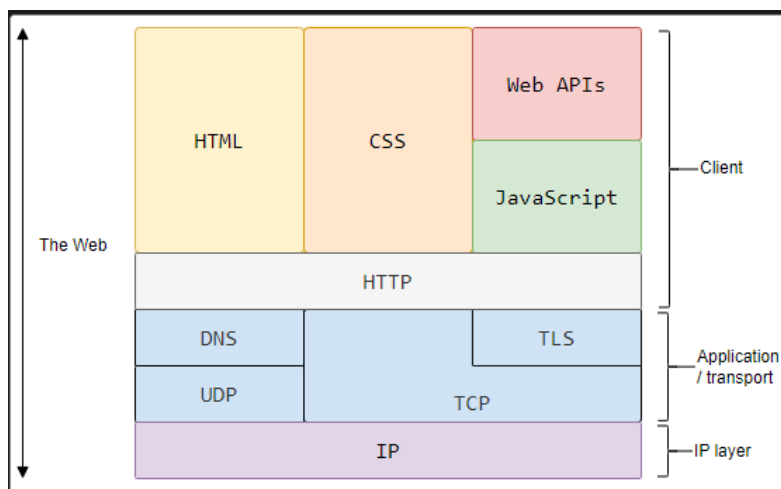 The Web
HTML
CSS
Web APIs
JavaScript
Client
HTTP
DNS
TLS
UDP
TCP
Application
/ transport
IP
IP layer